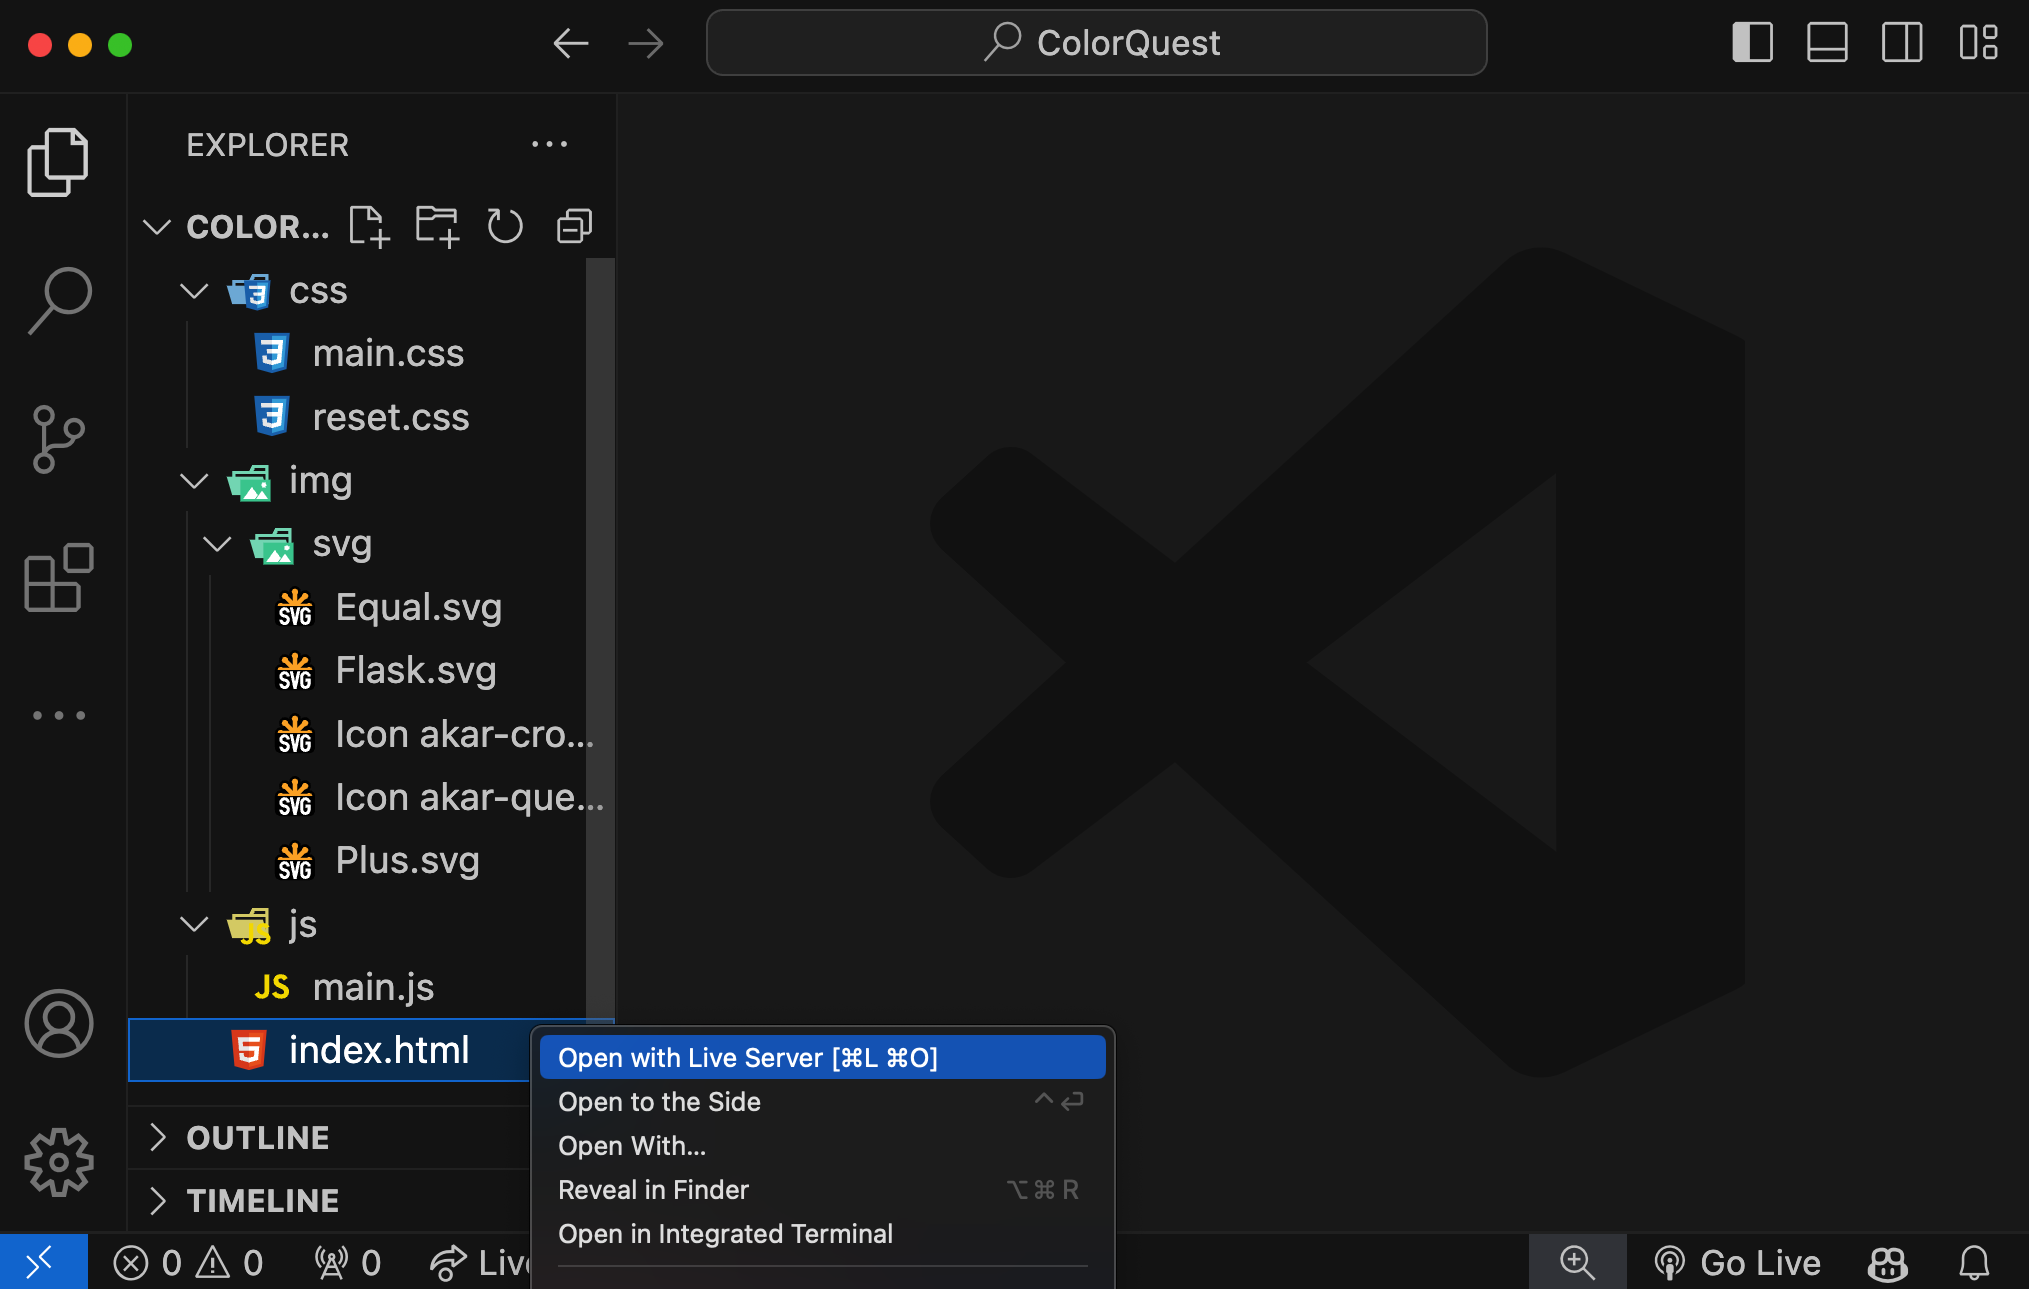 ColorQuest
EXPLORER
COLOR...
css
main.css
reset.css
img
svg
Equal.svg
Flask.svg
Icon akar-cro...
Icon akar-que...
Plus.svg
js
JS main.js
index.html
Open with Live Server [⌘L ⌘O]
Open to the Side ^⏎
Open With...
Reveal in Finder ⌥⌘R
Open in Integrated Terminal
OUTLINE
TIMELINE
0 0 0 Live Go Live